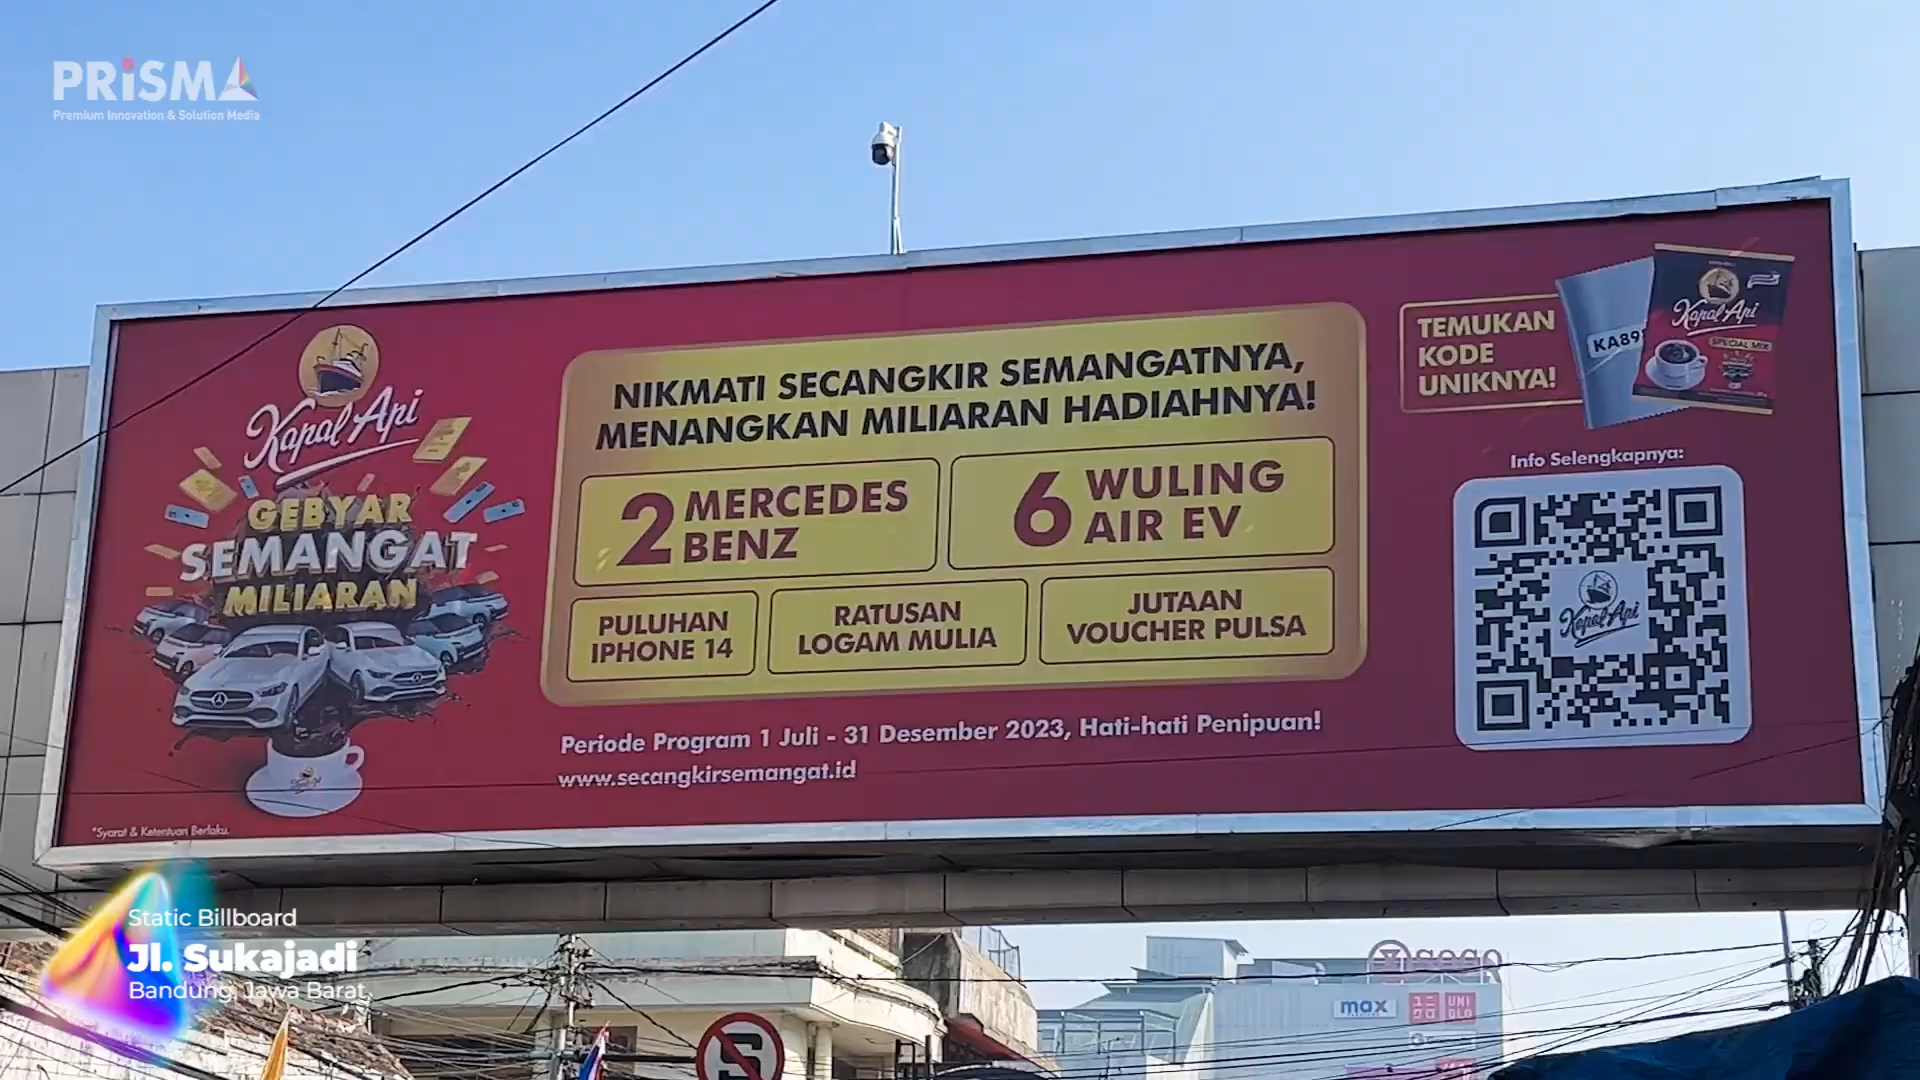 PRiSMA
Premium Innovation & Solution Media
Kapal Api
GEBYAR
SEMANGAT
MILIARAN
*Syarat & Ketentuan Berlaku.
NIKMATI SECANGKIR SEMANGATNYA,
MENANGKAN MILIARAN HADIAHNYA!
2 MERCEDES
BENZ
6 WULING
AIR EV
PULUHAN
IPHONE 14
RATUSAN
LOGAM MULIA
JUTAAN
VOUCHER PULSA
Periode Program 1 Juli - 31 Desember 2023, Hati-hati Penipuan!
www.secangkirsemangat.id
TEMUKAN
KODE
UNIKNYA!
KA89
Kapal Api
SPECIAL MIX
Info Selengkapnya:
Kapal Api
Static Billboard
Jl. Sukajadi
Bandung, Jawa Barat
sogo
max
UNI
QLO
S